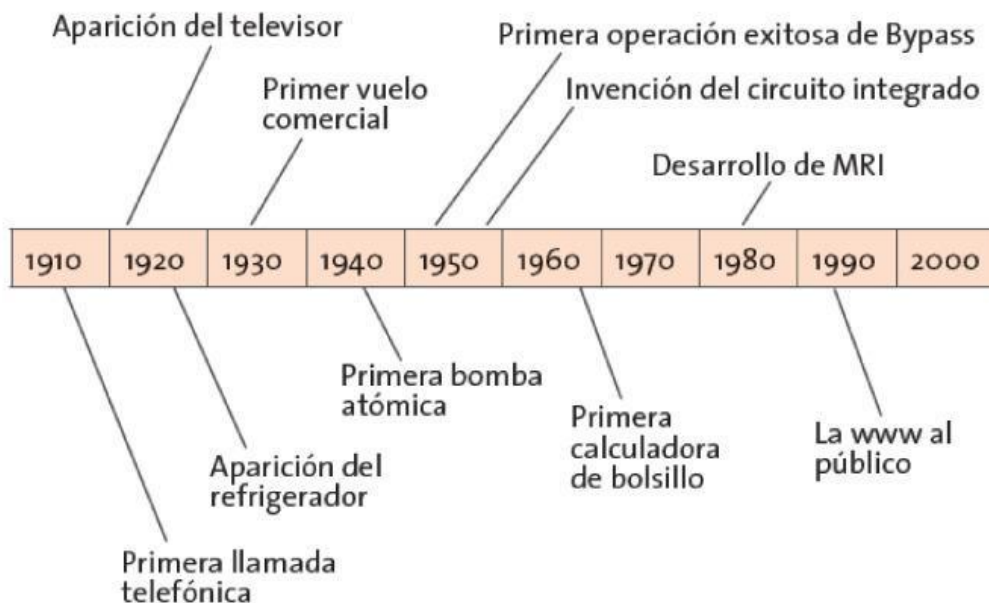 Aparición del televisor
Primera operación exitosa de Bypass
Primer vuelo
comercial
Invención del circuito integrado
Desarrollo de MRI
1910 1920 1930 1940 1950 1960 1970 1980 1990 2000
Primera bomba
atómica
Primera
calculadora
de bolsillo
La www al
público
Aparición del
refrigerador
Primera llamada
telefónica